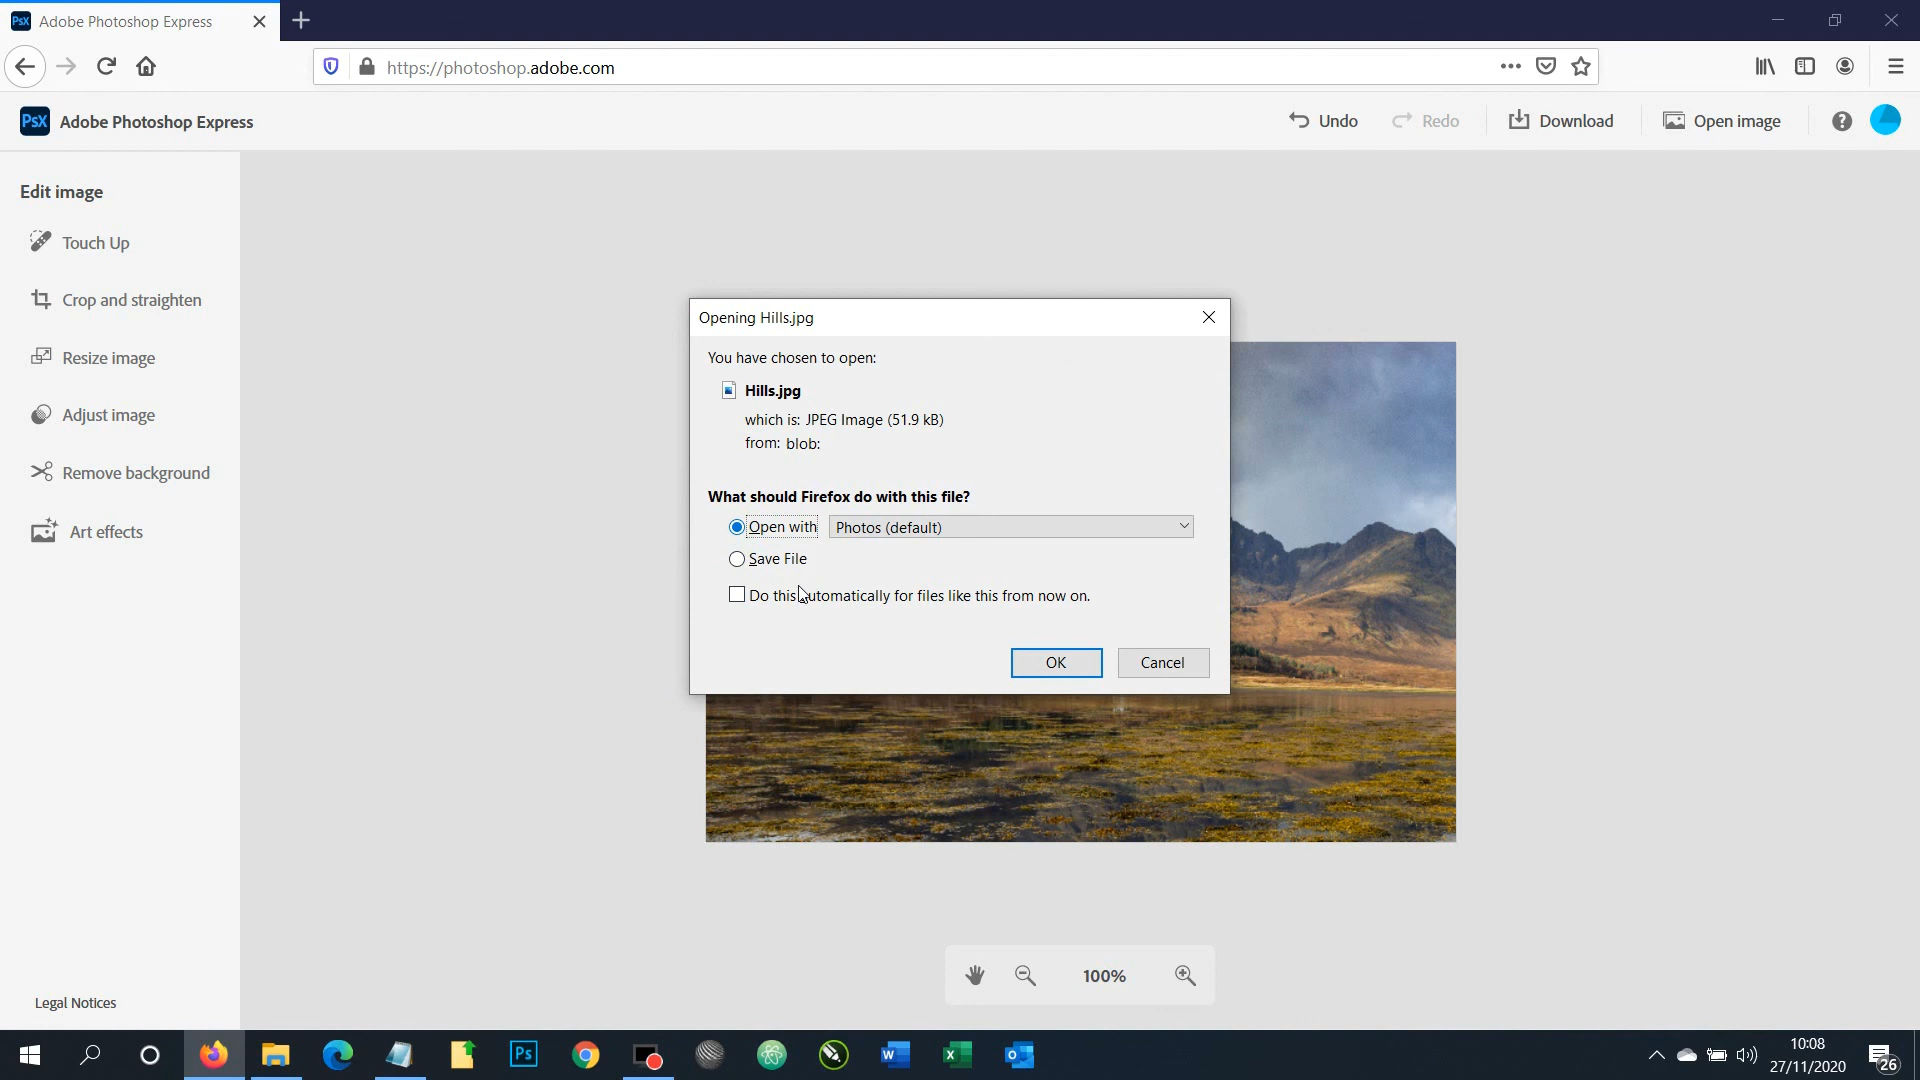 PsX Adobe Photoshop Express
https://photoshop.adobe.com
PsX Adobe Photoshop Express
Undo
Redo
Download
Open image
?
Edit image
Touch Up
Crop and straighten
Resize image
Adjust image
Remove background
Art effects
Legal Notices
Opening Hills.jpg
You have chosen to open:
Hills.jpg
which is: JPEG Image (51.9 kB)
from: blob:
What should Firefox do with this file?
Open with Photos (default)
Save File
Do this automatically for files like this from now on.
OK
Cancel
100%
Ps
W
X
O
10:08
27/11/2020
26